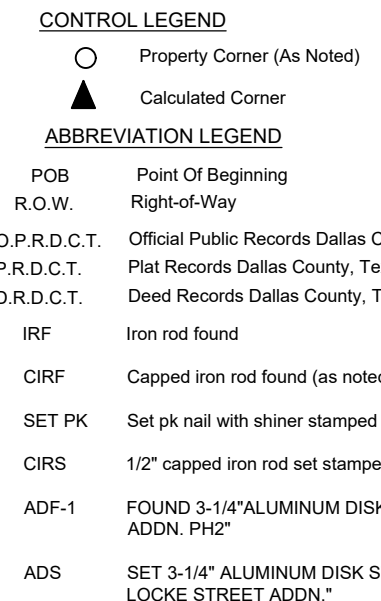 CONTROL LEGEND
Property Corner (As Noted)
Calculated Corner
ABBREVIATION LEGEND
POB Point Of Beginning
R.O.W. Right-of-Way
O.P.R.D.C.T. Official Public Records Dallas
P.R.D.C.T. Plat Records Dallas County,
D.R.D.C.T. Deed Records Dallas County,
IRF Iron rod found
CIRF Capped iron rod found (as
SET PK Set pk nail with shiner stamped
CIRS 1/2" capped iron rod set
ADF-1 FOUND 3-1/4"ALUMINUM
ADDN. PH2"
ADS SET 3-1/4" ALUMINUM DISK
LOCKE STREET ADDN."